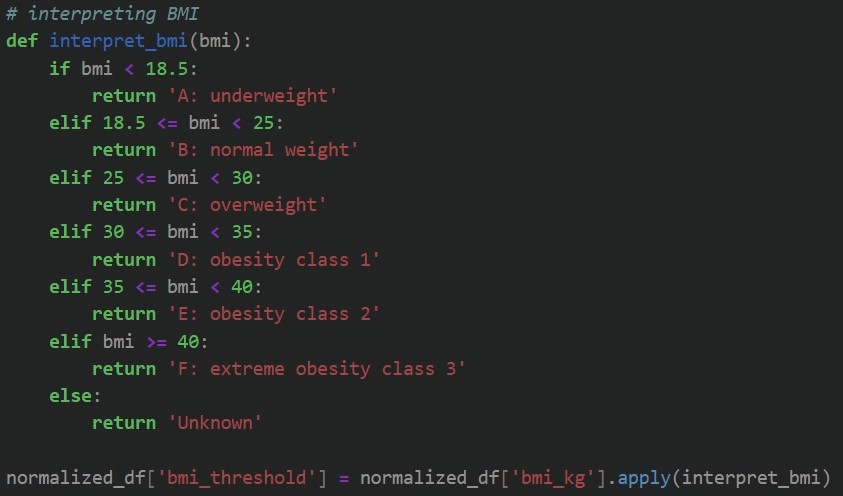 # interpreting BMI
def interpret_bmi(bmi):
    if bmi < 18.5:
        return 'A: underweight'
    elif 18.5 <= bmi < 25:
        return 'B: normal weight'
    elif 25 <= bmi < 30:
        return 'C: overweight'
    elif 30 <= bmi < 35:
        return 'D: obesity class 1'
    elif 35 <= bmi < 40:
        return 'E: obesity class 2'
    elif bmi >= 40:
        return 'F: extreme obesity class 3'
    else:
        return 'Unknown'

normalized_df['bmi_threshold'] = normalized_df['bmi_kg'].apply(interpret_bmi)